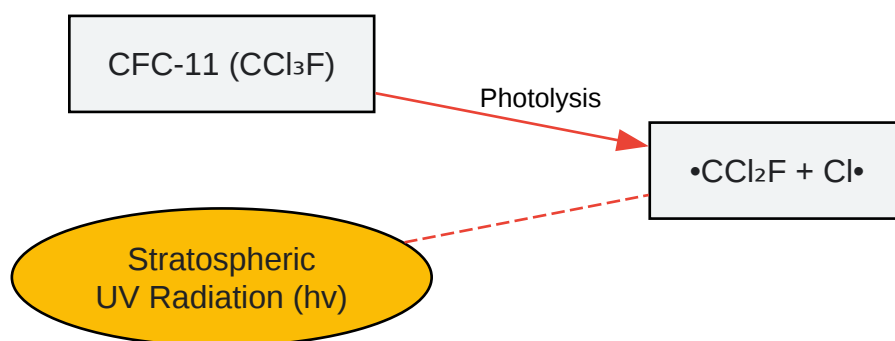 CFC-11 (CCl₃F)
Photolysis
•CCl₂F + Cl•
Stratospheric
UV Radiation (hv)